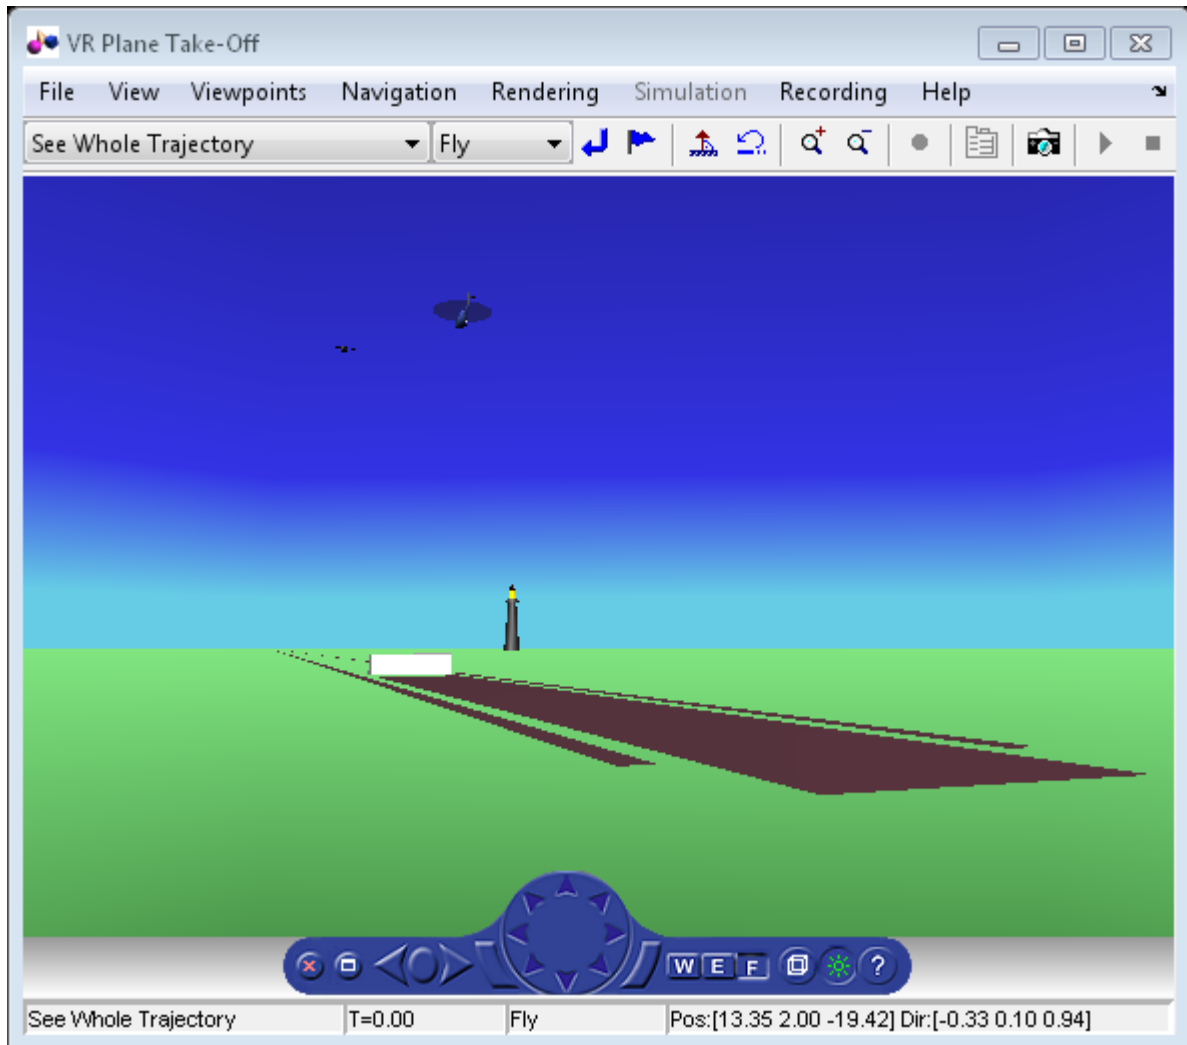 VR Plane Take-Off
File View Viewpoints Navigation Rendering Simulation Recording Help
See Whole Trajectory Fly
W E F ?
See Whole Trajectory T=0.00 Fly Pos:[13.35 2.00 -19.42] Dir:[-0.33 0.10 0.94]